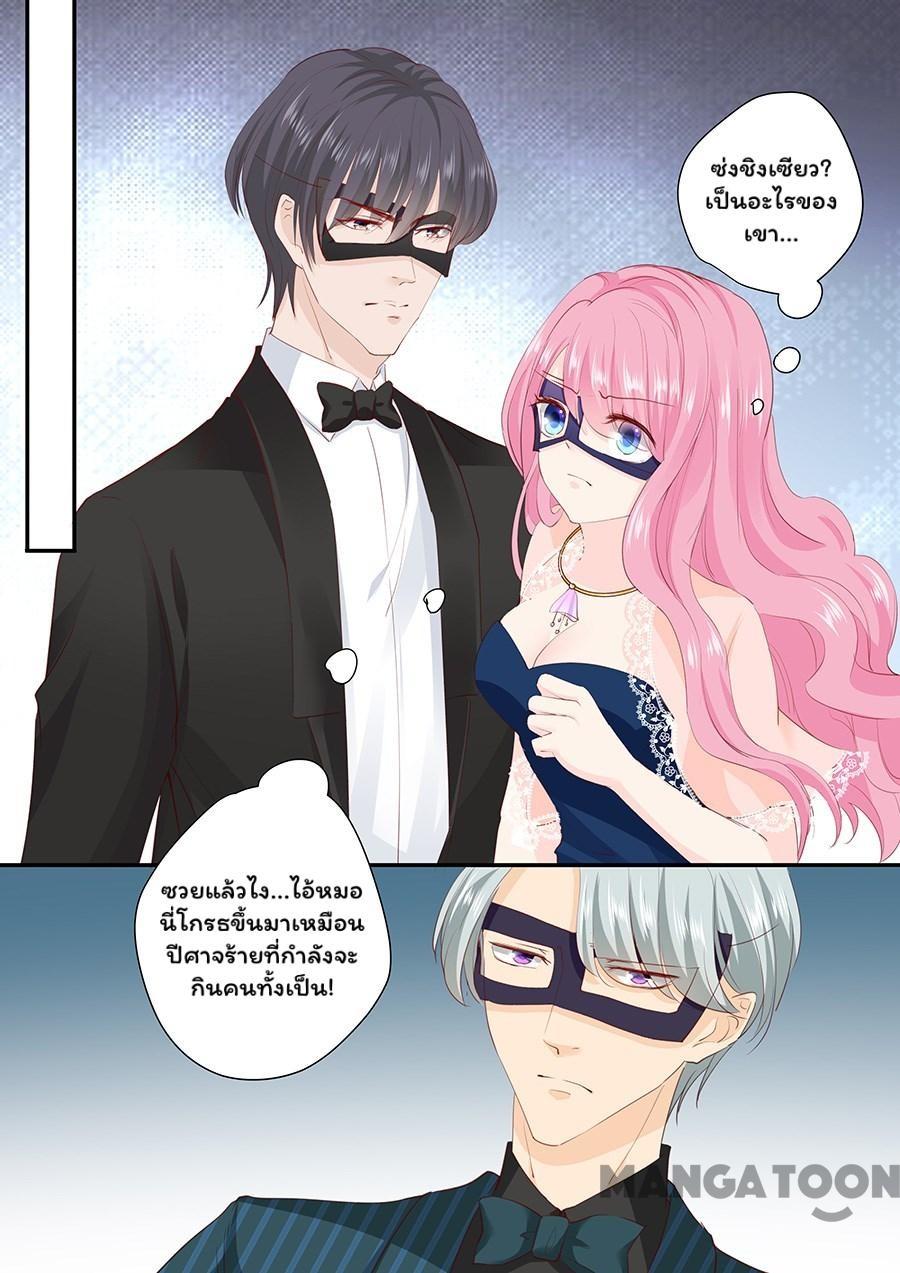 ซ่งชิงเซียว?
เป็นอะไรของ
เขา...
ซวยแล้วไง...ไอ้หมอ
นี่โกรธขึ้นมาเหมือน
ปีศาจร้ายที่กำลังจะ
กินคนทั้งเป็น!
MANGATOON